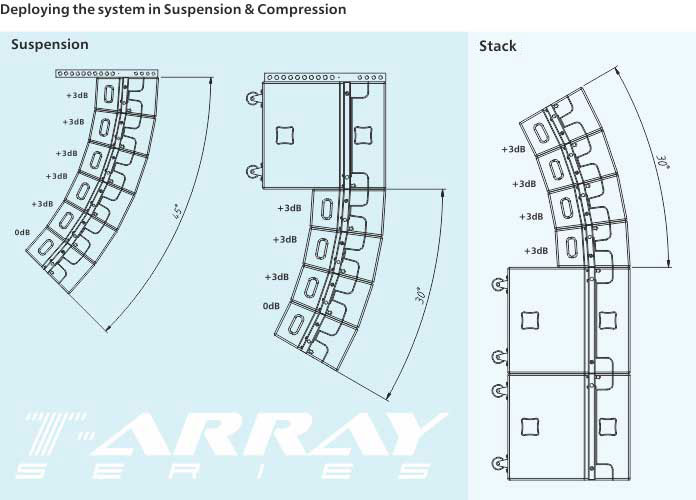 Deploying the system in Suspension & Compression
Suspension
+3dB
+3dB
+3dB
+3dB
+3dB
0dB
45°
+3dB
+3dB
+3dB
0dB
30°
Stack
+3dB
+3dB
+3dB
+3dB
30°
T-ARRAY
SERIES